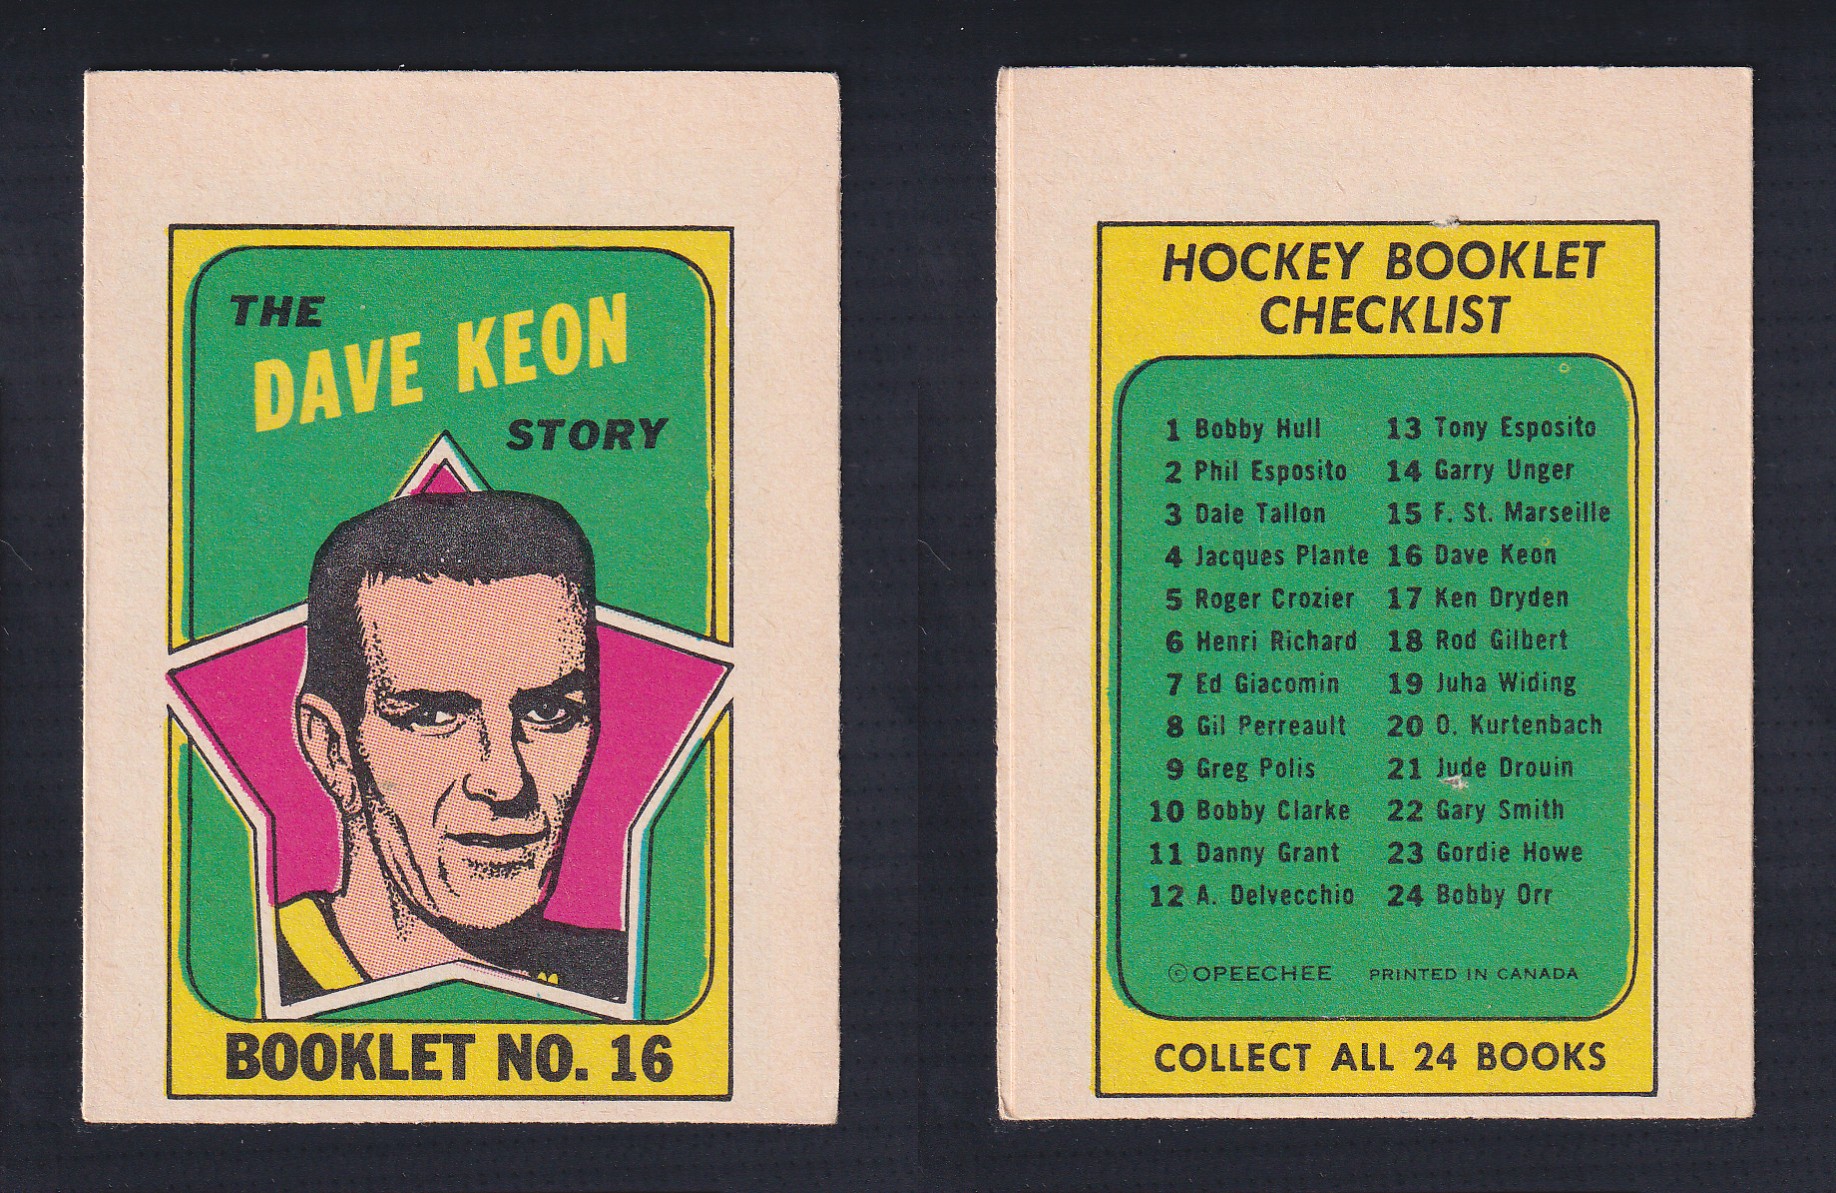 THE
DAVE KEON
STORY
BOOKLET NO. 16
HOCKEY BOOKLET
CHECKLIST
1 Bobby Hull
2 Phil Esposito
3 Dale Tallon
4 Jacques Plante
5 Roger Crozier
6 Henri Richard
7 Ed Giacomin
8 Gil Perreault
9 Greg Polis
10 Bobby Clarke
11 Danny Grant
12 A. Delvecchio
13 Tony Esposito
14 Garry Unger
15 F. St. Marseille
16 Dave Keon
17 Ken Dryden
18 Rod Gilbert
19 Juha Widing
20 O. Kurtenbach
21 Jude Drouin
22 Gary Smith
23 Gordie Howe
24 Bobby Orr
© OPEECHEE PRINTED IN CANADA
COLLECT ALL 24 BOOKS